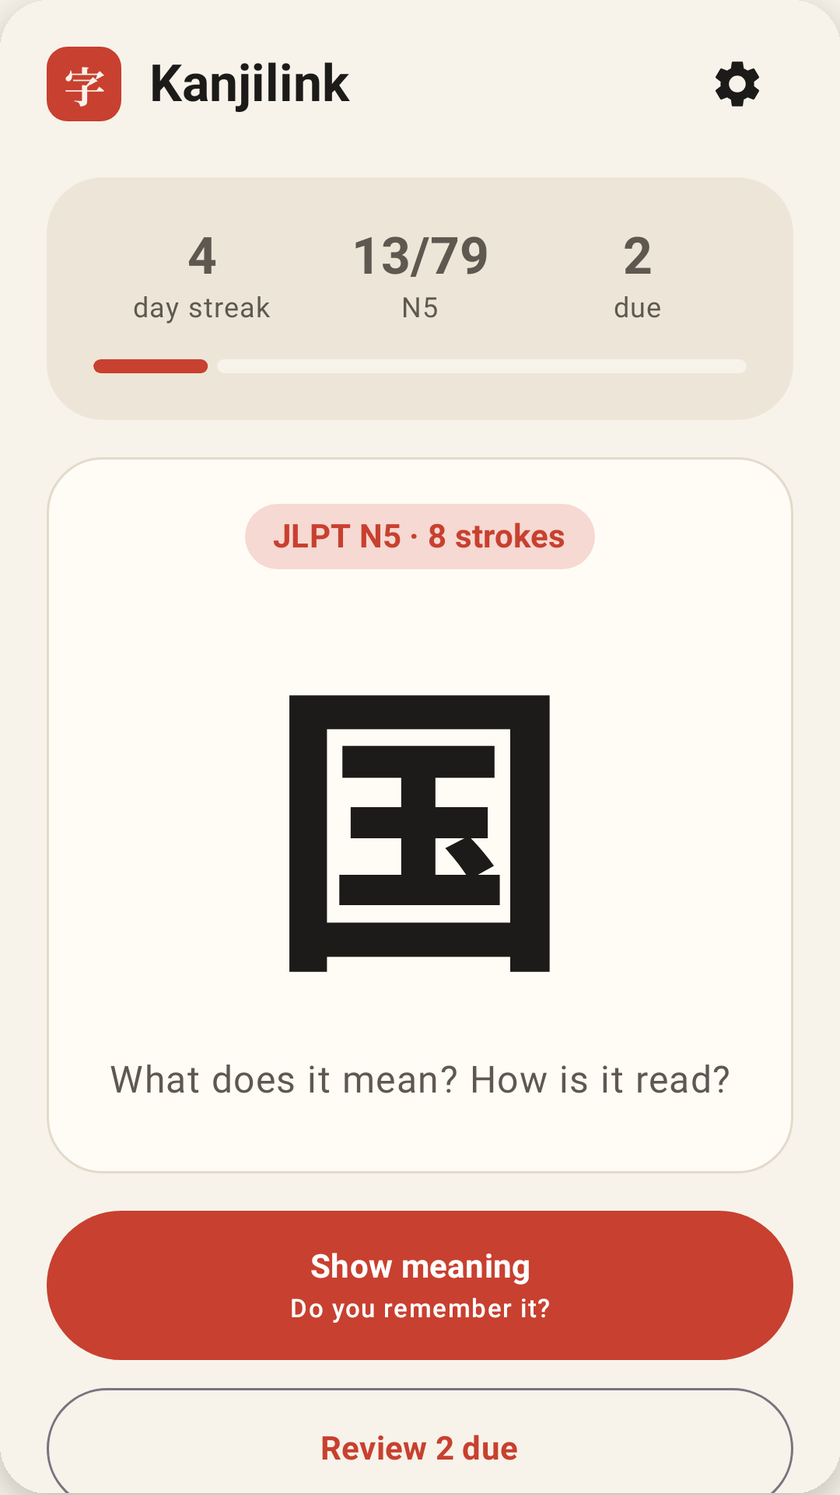 字 Kanjilink
4 13/79 2
day streak N5 due
JLPT N5 · 8 strokes
国
What does it mean? How is it read?
Show meaning
Do you remember it?
Review 2 due